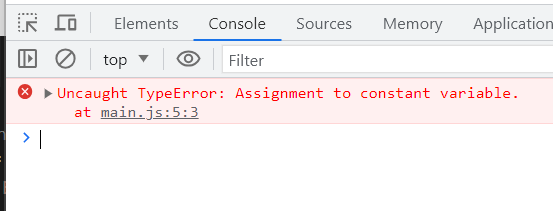 Elements Console Sources Memory Application
top ▼ Filter
Uncaught TypeError: Assignment to constant variable.
at main.js:5:3